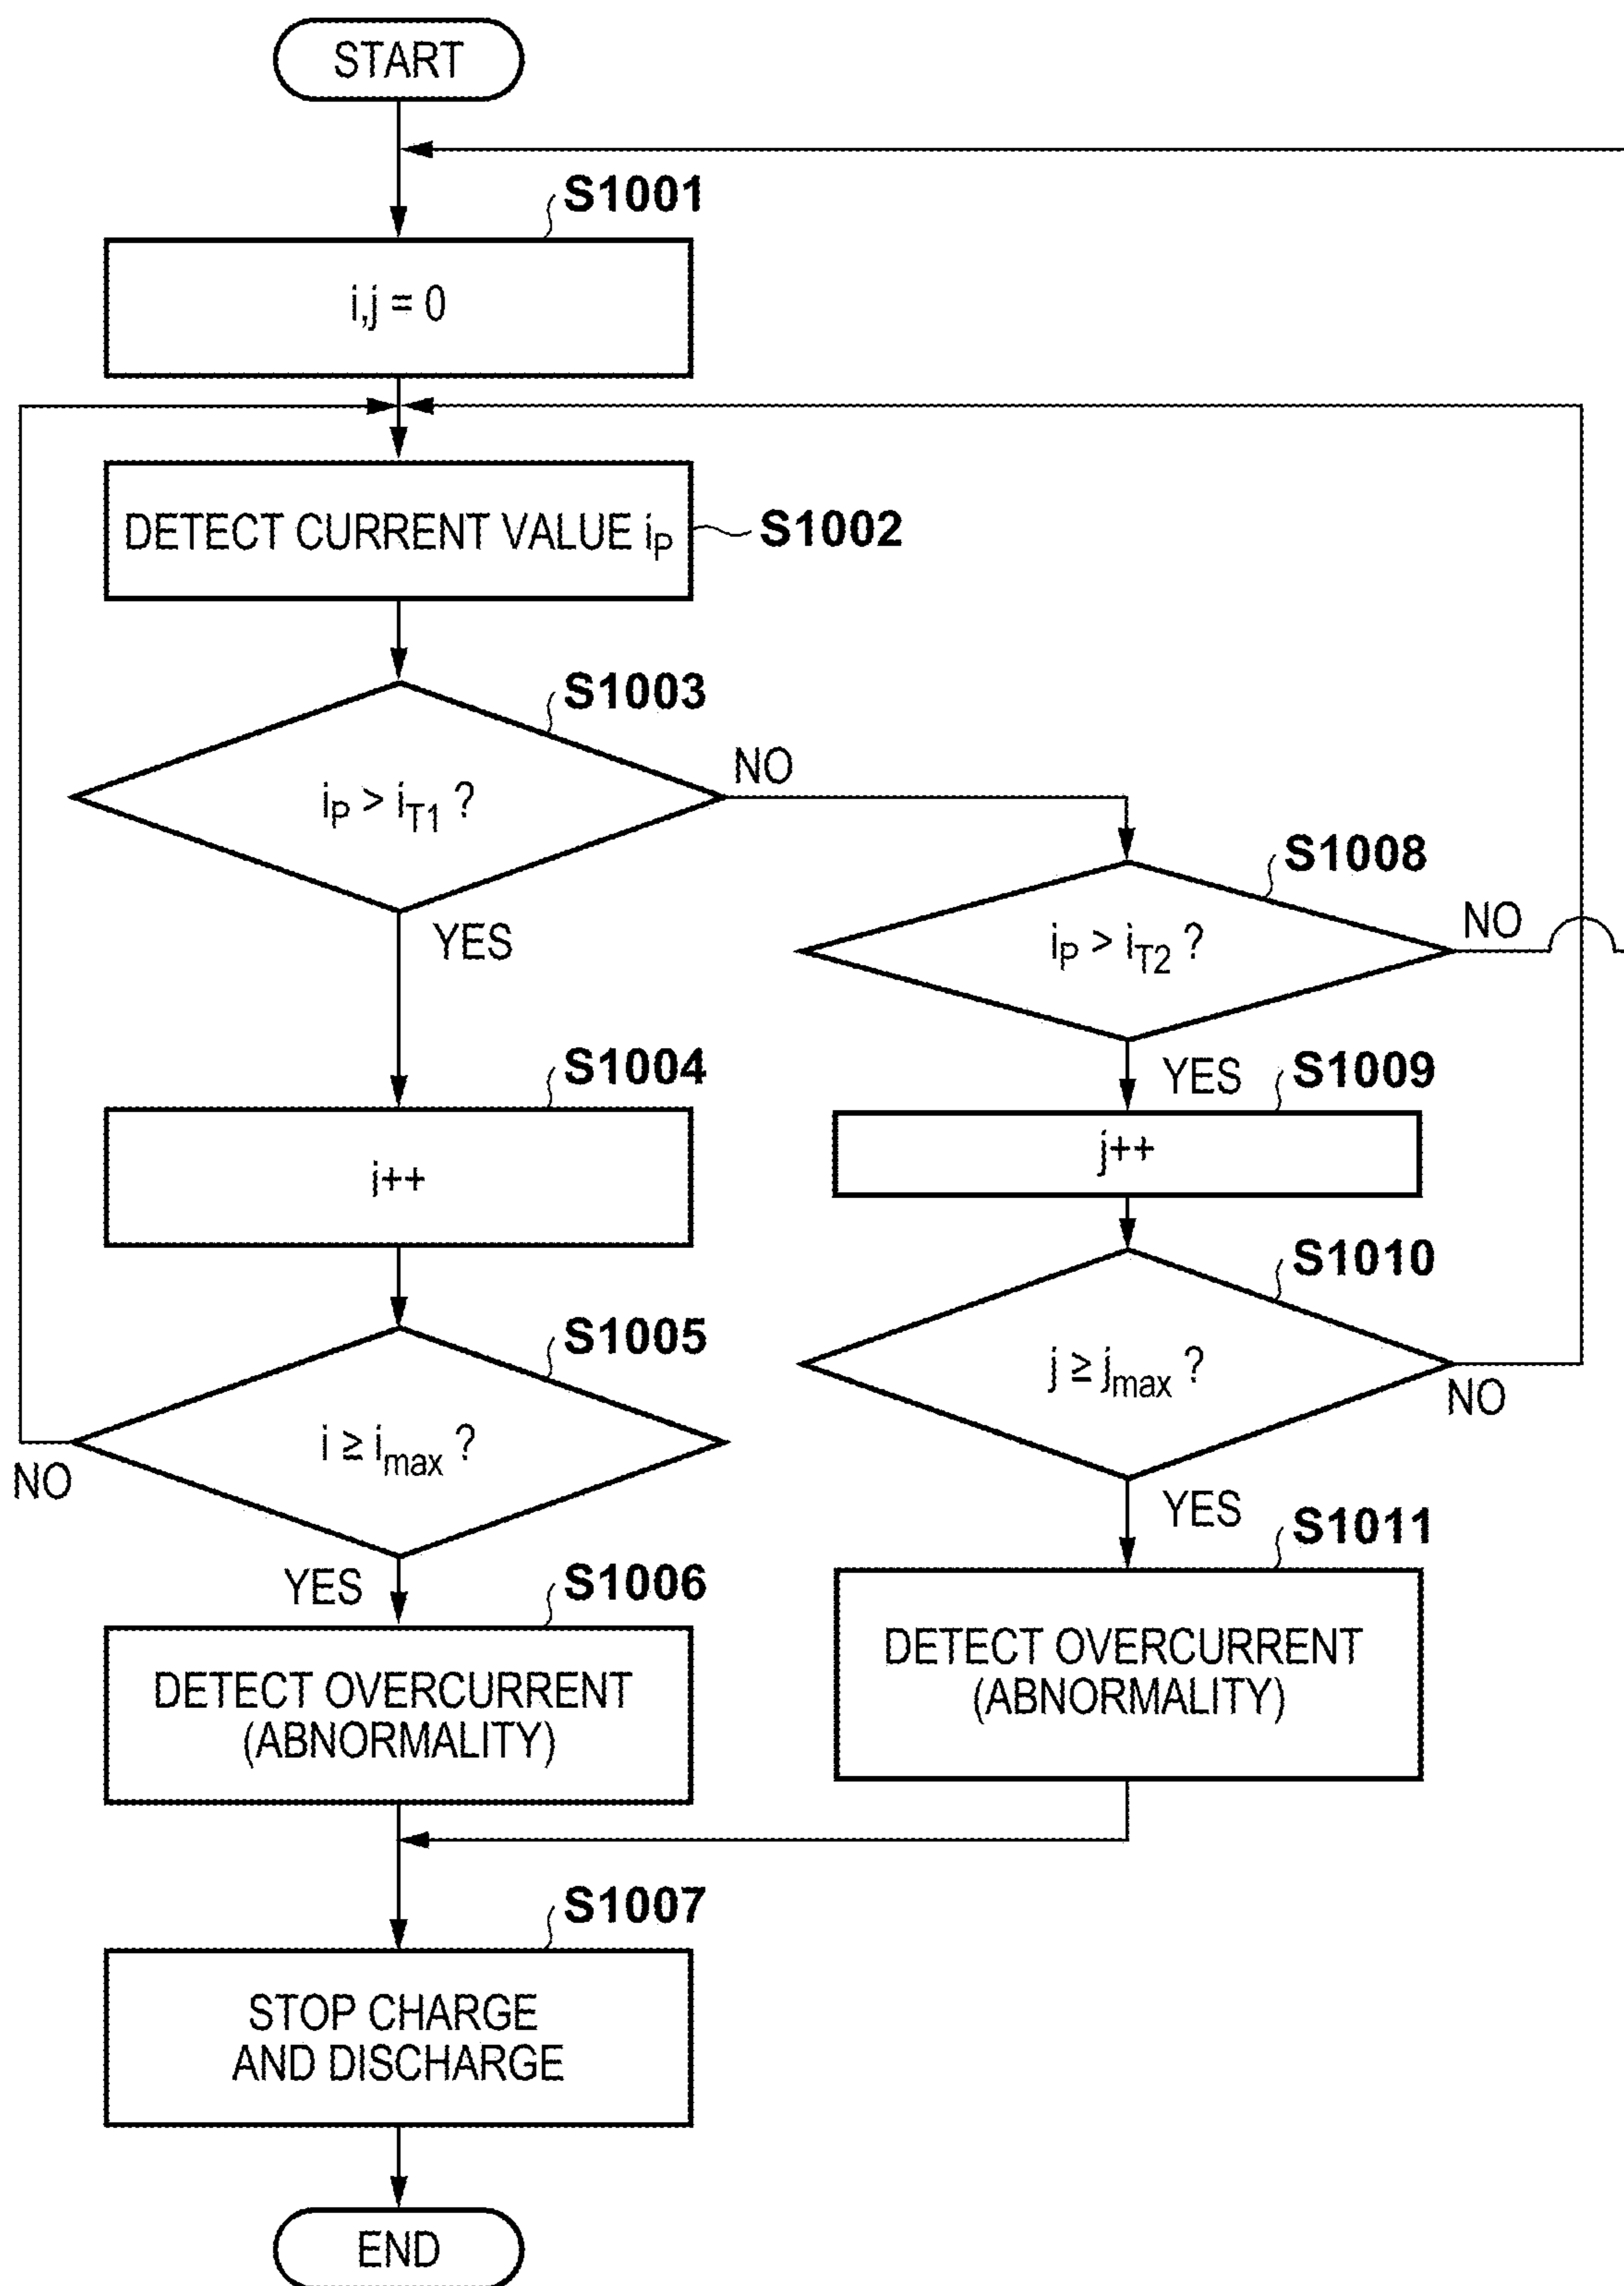 START
S1001
i,j = 0
DETECT CURRENT VALUE iP
S1002
S1003
iP > iT1 ?
NO
YES
S1008
iP > iT2 ?
NO
YES
S1004
i++
S1009
j++
S1005
i ≥ imax ?
NO
YES
S1010
j ≥ jmax ?
NO
YES
S1006
DETECT OVERCURRENT
(ABNORMALITY)
S1011
DETECT OVERCURRENT
(ABNORMALITY)
S1007
STOP CHARGE
AND DISCHARGE
END